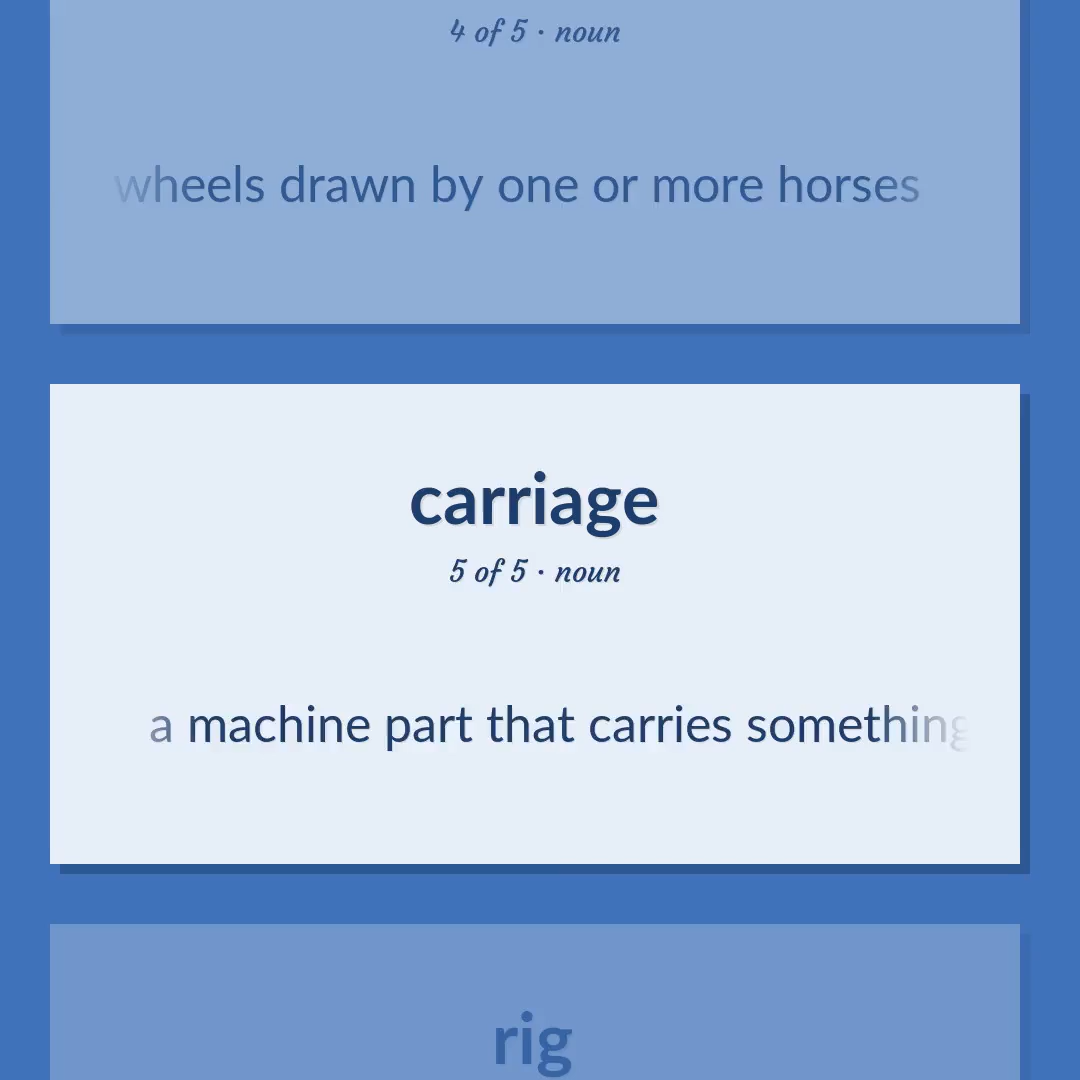 4 of 5 · noun
wheels drawn by one or more horses
carriage
5 of 5 · noun
a machine part that carries something
rig